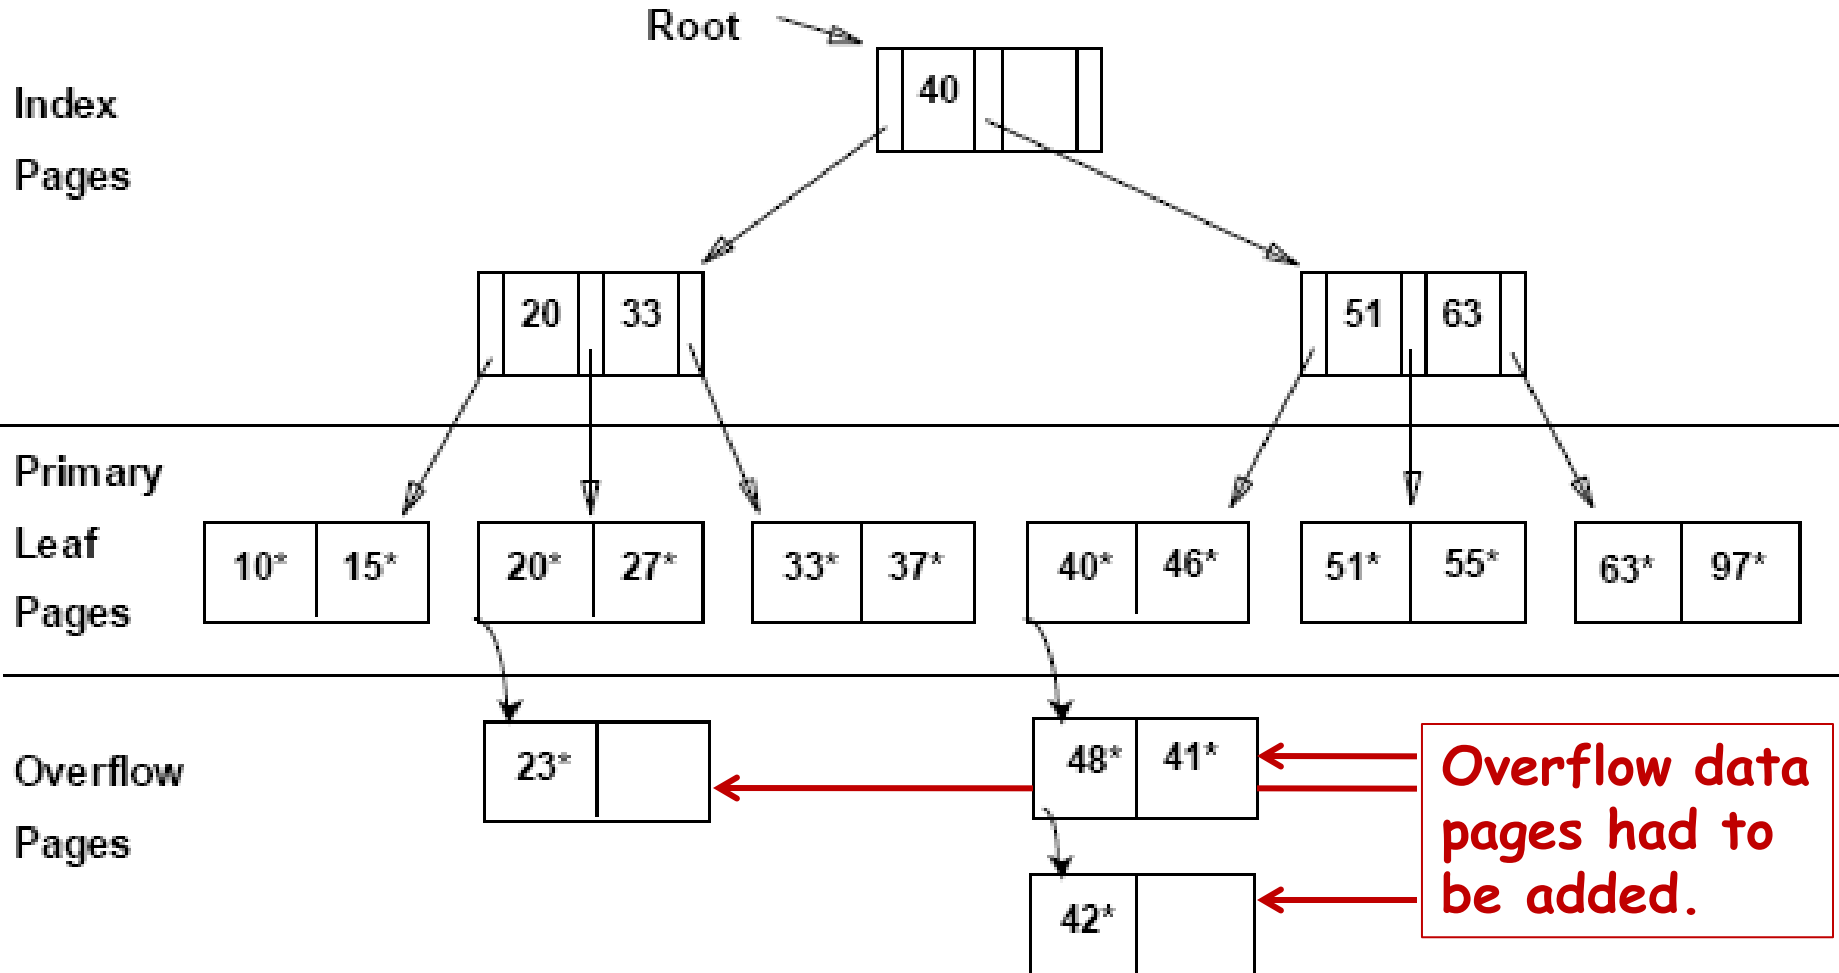 Root
40
Index
Pages
20 33 51 63
Primary
Leaf
Pages
10* 15* 20* 27* 33* 37* 40* 46* 51* 55* 63* 97*
Overflow
Pages
23* 48* 41*
42*
Overflow data
pages had to
be added.